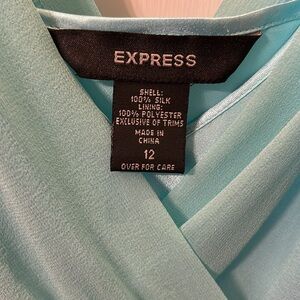 EXPRESS
SHELL:
100% SILK
LINING:
100% POLYESTER
EXCLUSIVE OF TRIMS
MADE IN
CHINA
12
OVER FOR CARE